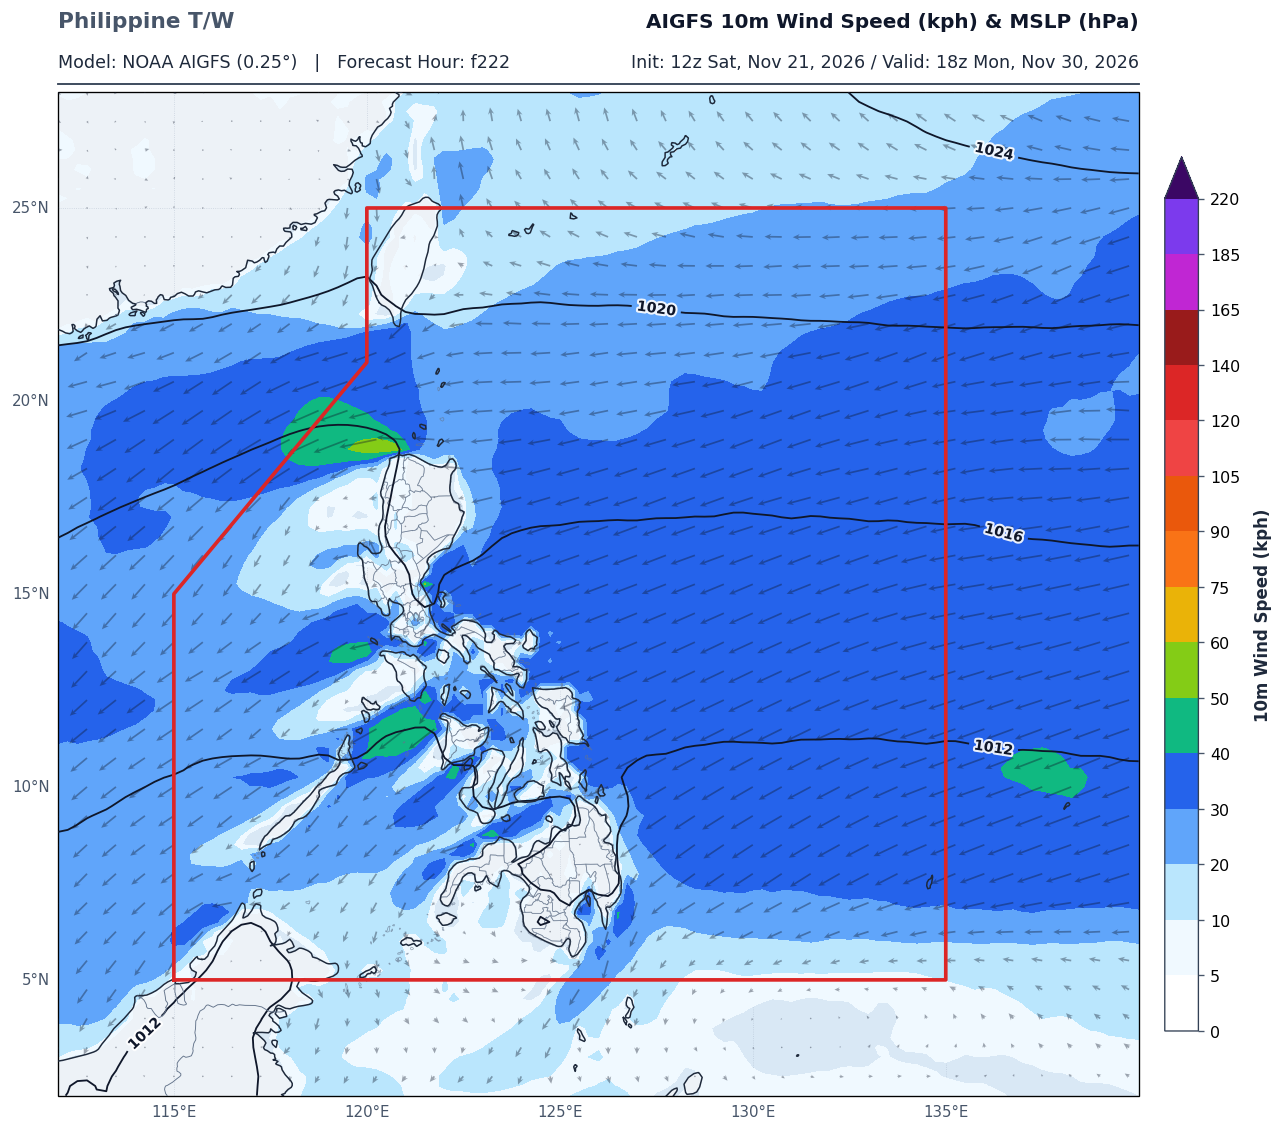 Philippine T/W
AIGFS 10m Wind Speed (kph) & MSLP (hPa)
Model: NOAA AIGFS (0.25°)   |   Forecast Hour: f222
Init: 12z Sat, Nov 21, 2026 / Valid: 18z Mon, Nov 30, 2026
1024
1020
1016
1012
1012
25°N
20°N
15°N
10°N
5°N
115°E
120°E
125°E
130°E
135°E
220
185
165
140
120
105
90
75
60
50
40
30
20
10
5
0
10m Wind Speed (kph)